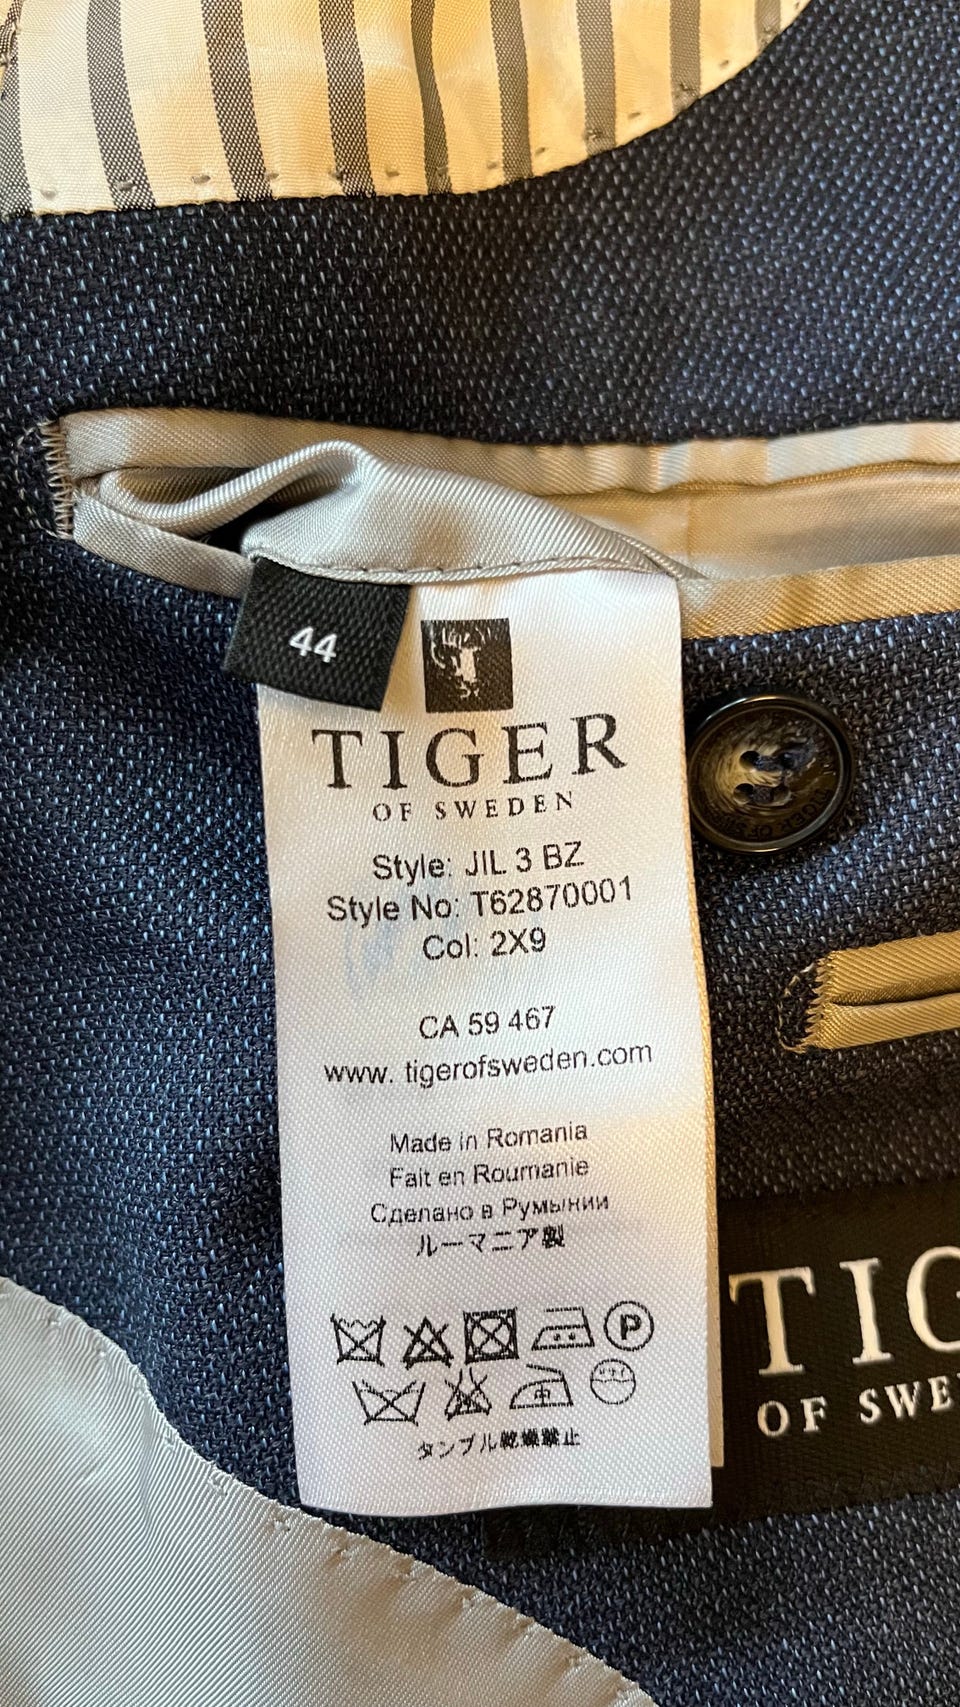 44
TIGER
OF SWEDEN
Style: JIL 3 BZ
Style No: T62870001
Col: 2X9
CA 59 467
www. tigerofsweden.com
Made in Romania
Fait en Roumanie
Сделано в Румынии
ルーマニア製
P
タンブル乾燥禁止
TIG
OF SWE